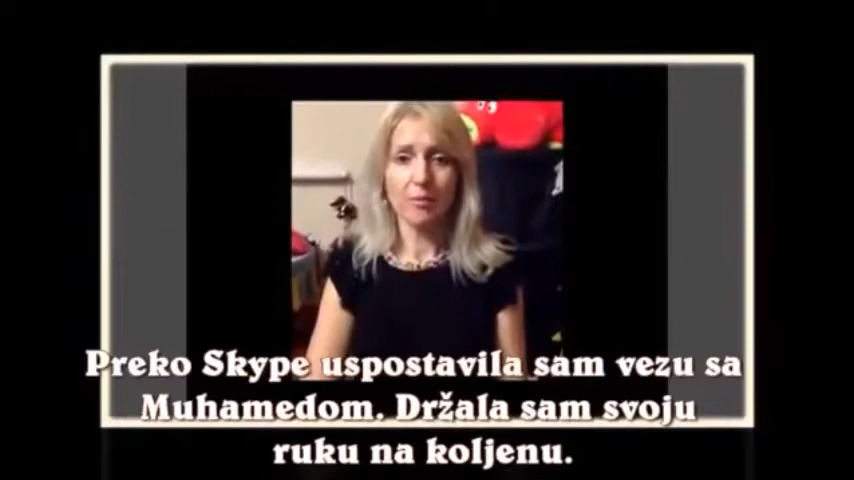 Preko Skype uspostavila sam vezu sa
Muhamedom. Držala sam svoju
ruku na koljenu.